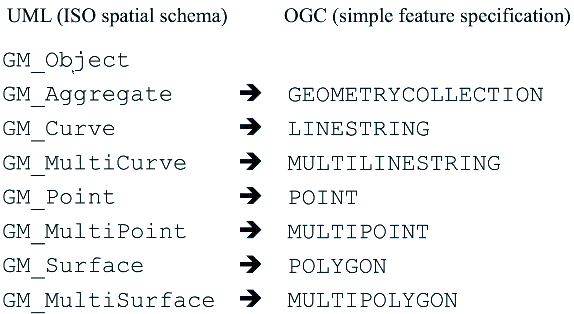 UML (ISO spatial schema) OGC (simple feature specification)
GM_Object
GM_Aggregate ➔ GEOMETRYCOLLECTION
GM_Curve ➔ LINESTRING
GM_MultiCurve ➔ MULTILINESTRING
GM_Point ➔ POINT
GM_MultiPoint ➔ MULTIPOINT
GM_Surface ➔ POLYGON
GM_MultiSurface ➔ MULTIPOLYGON